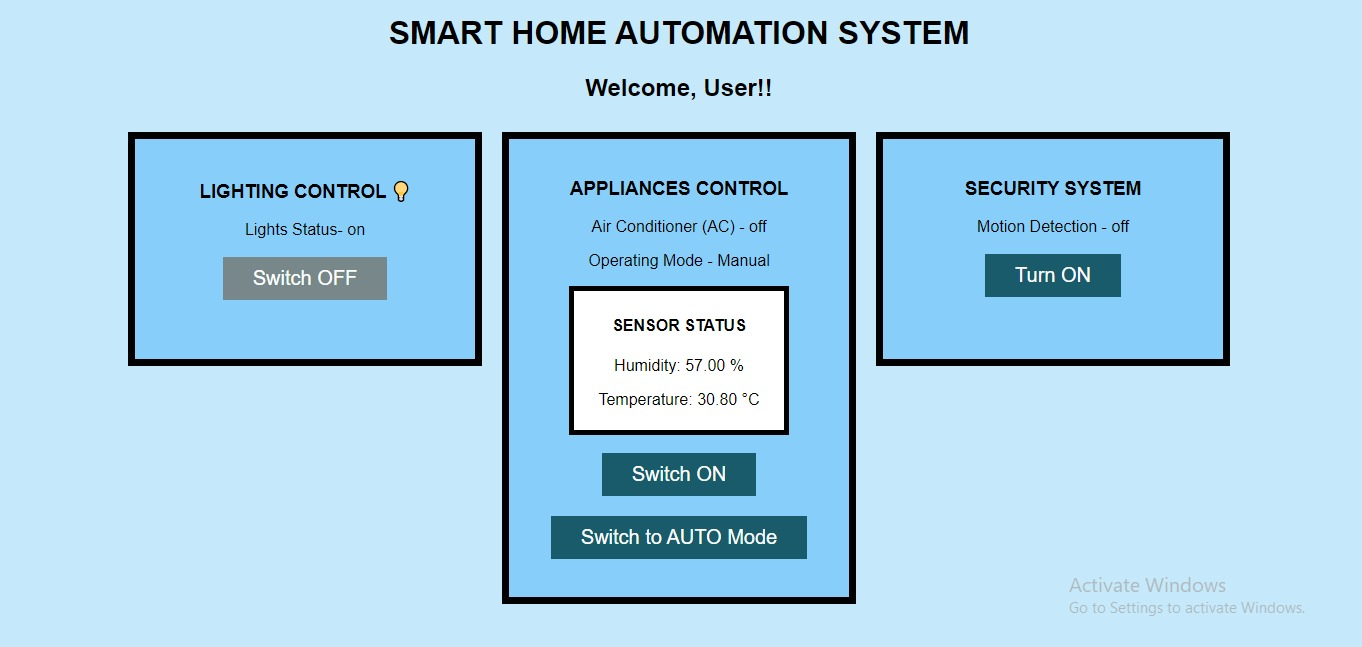 SMART HOME AUTOMATION SYSTEM
Welcome, User!!
LIGHTING CONTROL 💡
Lights Status- on
Switch OFF
APPLIANCES CONTROL
Air Conditioner (AC) - off
Operating Mode - Manual
SENSOR STATUS
Humidity: 57.00 %
Temperature: 30.80 °C
Switch ON
Switch to AUTO Mode
SECURITY SYSTEM
Motion Detection - off
Turn ON
Activate Windows
Go to Settings to activate Windows.